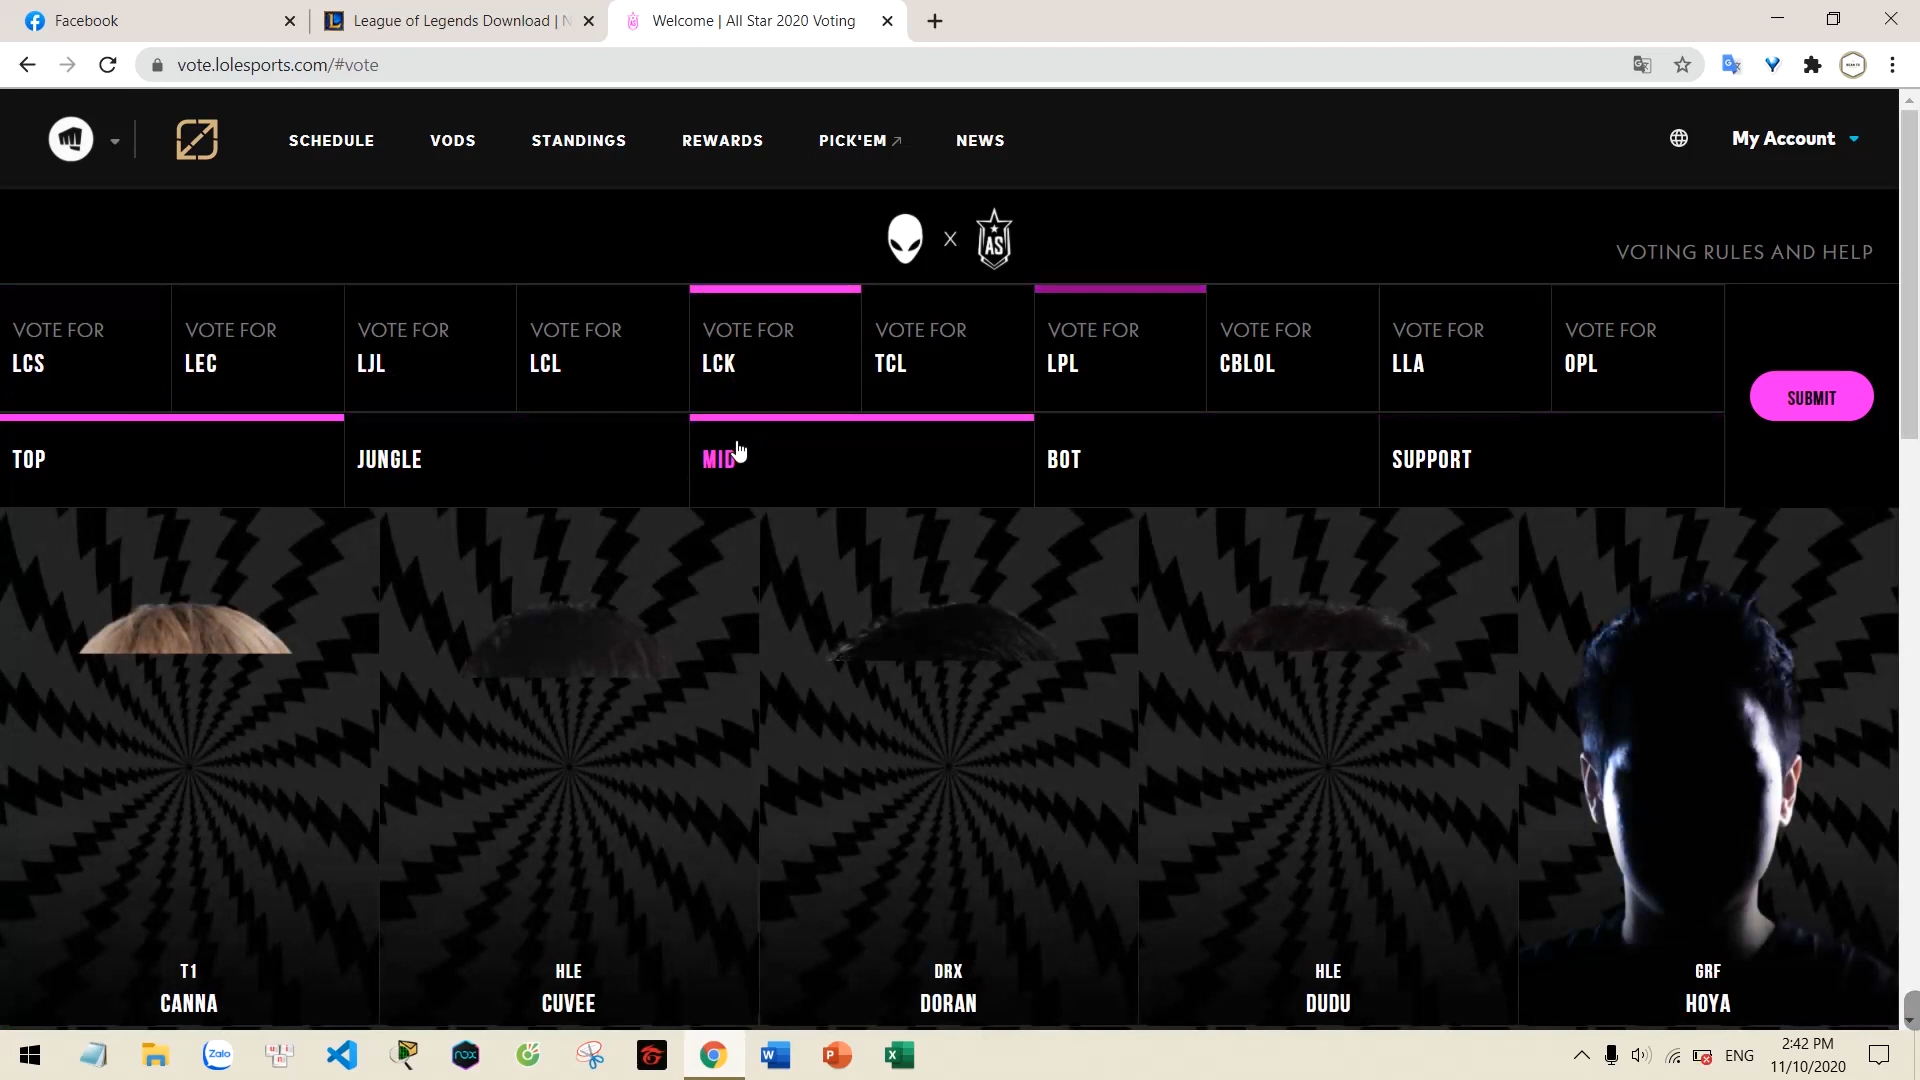 Facebook
League of Legends Download | N
Welcome | All Star 2020 Voting
vote.lolesports.com/#vote
SCHEDULE
VODS
STANDINGS
REWARDS
PICK'EM
NEWS
My Account
X
AS
VOTING RULES AND HELP
VOTE FOR
LCS
VOTE FOR
LEC
VOTE FOR
LJL
VOTE FOR
LCL
VOTE FOR
LCK
VOTE FOR
TCL
VOTE FOR
LPL
VOTE FOR
CBLOL
VOTE FOR
LLA
VOTE FOR
OPL
SUBMIT
TOP
JUNGLE
MID
BOT
SUPPORT
T1
CANNA
HLE
CUVEE
DRX
DORAN
HLE
DUDU
GRF
HOYA
Zalo
nox
W
P
X
ENG
2:42 PM
11/10/2020